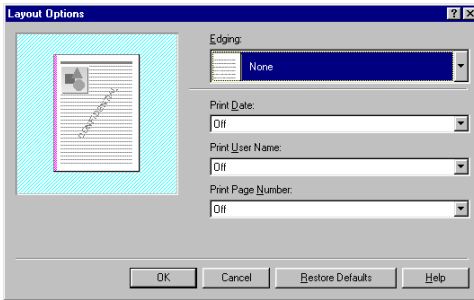 Layout Options
Edging:
None
Print Date:
Off
Print User Name:
Off
Print Page Number:
Off
CONFIDENTIAL
OK Cancel Restore Defaults Help